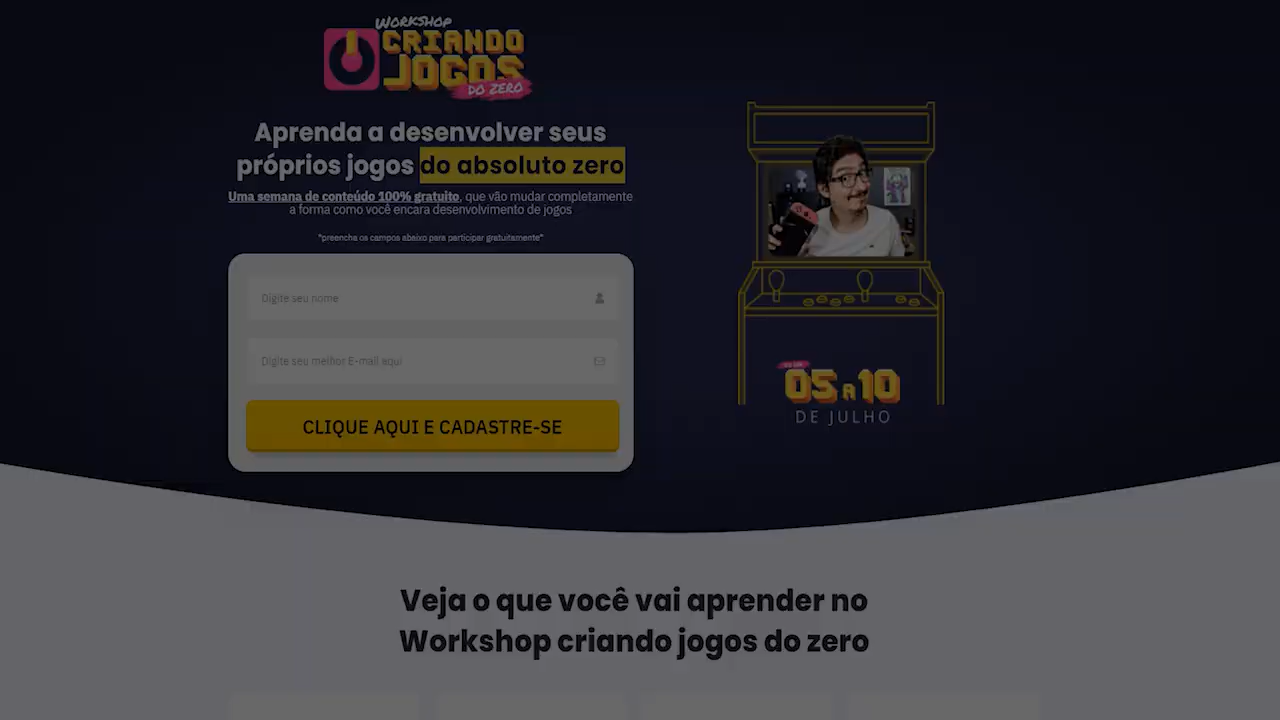 WORKSHOP
CRIANDO
JOGOS
DO ZERO
Aprenda a desenvolver seus
próprios jogos do absoluto zero
Uma semana de conteúdo 100% gratuito, que vão mudar completamente
a forma como você encara desenvolvimento de jogos
*preencha os campos abaixo para participar gratuitamente*
Digite seu nome
Digite seu melhor E-mail aqui
CLIQUE AQUI E CADASTRE-SE
05 A 10
DE JULHO
Veja o que você vai aprender no
Workshop criando jogos do zero